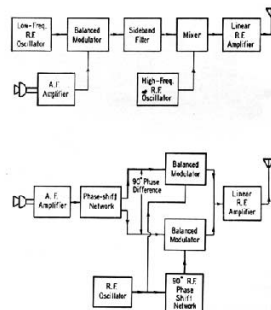 Low-Freq.
R.F.
Oscillator
Balanced
Modulator
Sideband
Filter
Mixer
Linear
R.F.
Amplifier
A.F.
Amplifier
High-Freq.
R.F.
Oscillator
Balanced
Modulator
A.F.
Amplifier
Phase-shift
Network
90° Phase
Difference
Linear
R.F.
Amplifier
Balanced
Modulator
R.F.
Oscillator
90° R.F.
Phase
Shift
Network